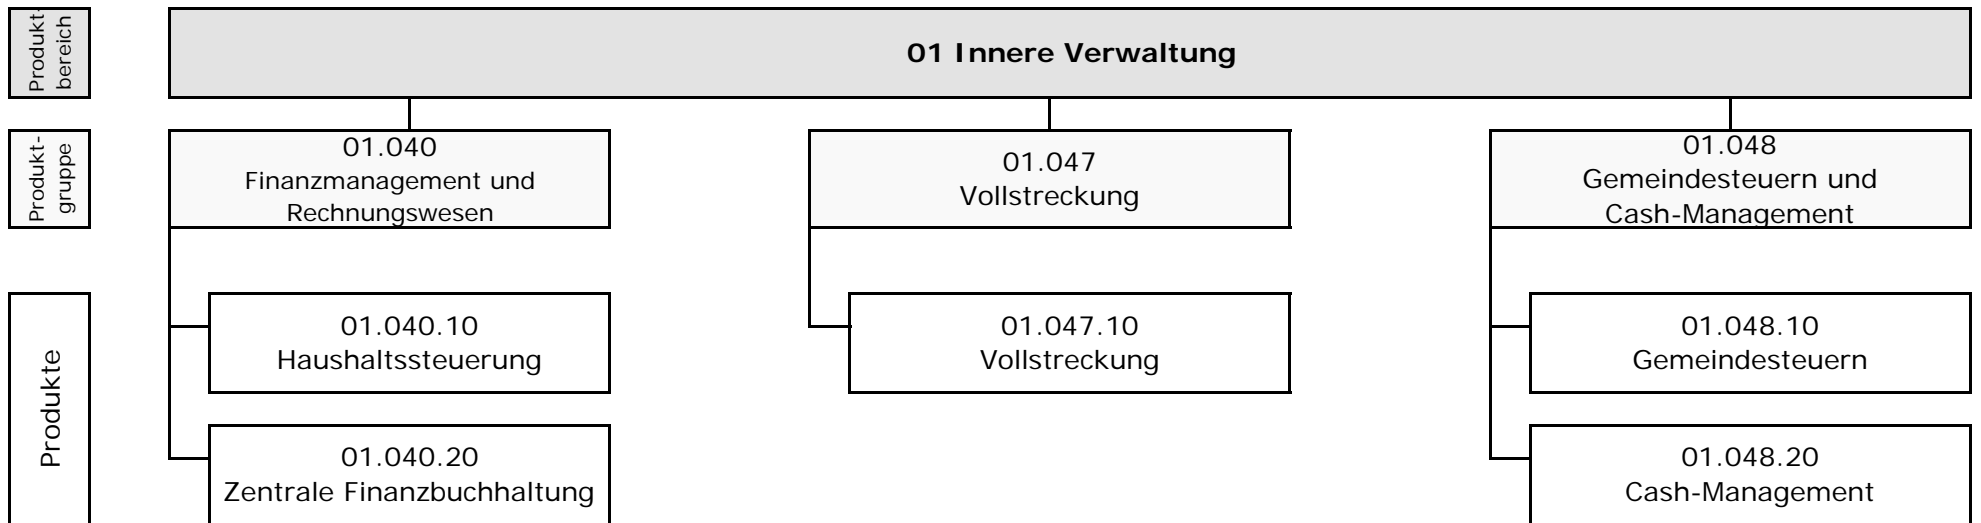 Produkt-
bereich
01 Innere Verwaltung
Produkt-
gruppe
01.040
Finanzmanagement und
Rechnungswesen
01.047
Vollstreckung
01.048
Gemeindesteuern und
Cash-Management
Produkte
01.040.10
Haushaltssteuerung
01.047.10
Vollstreckung
01.048.10
Gemeindesteuern
01.040.20
Zentrale Finanzbuchhaltung
01.048.20
Cash-Management